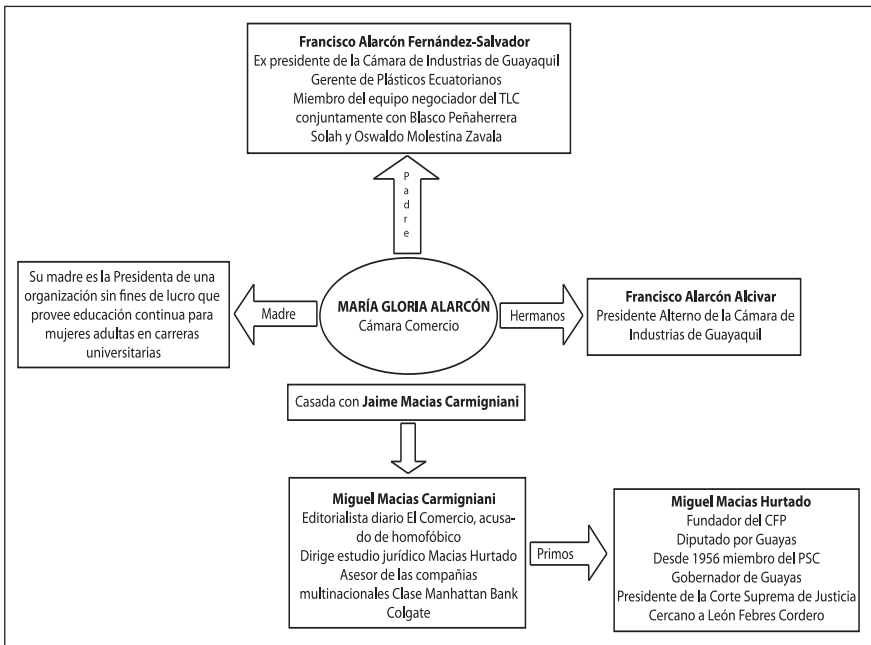 Francisco Alarcón Fernández-Salvador
Ex presidente de la Cámara de Industrias de Guayaquil
Gerente de Plásticos Ecuatorianos
Miembro del equipo negociador del TLC
conjuntamente con Blasco Peñaherrera
Solah y Oswaldo Molestina Zavala
Padre
Su madre es la Presidenta de una
organización sin fines de lucro que
provee educación continua para
mujeres adultas en carreras
universitarias
Madre
MARÍA GLORIA ALARCÓN
Cámara Comercio
Hermanos
Francisco Alarcón Alcivar
Presidente Alterno de la Cámara de
Industrias de Guayaquil
Casada con Jaime Macias Carmigniani
Miguel Macias Carmigniani
Editorialista diario El Comercio, acusa-
do de homofóbico
Dirige estudio jurídico Macias Hurtado
Asesor de las compañias
multinacionales Clase Manhattan Bank
Colgate
Primos
Miguel Macias Hurtado
Fundador del CFP
Diputado por Guayas
Desde 1956 miembro del PSC
Gobernador de Guayas
Presidente de la Corte Suprema de Justicia
Cercano a León Febres Cordero